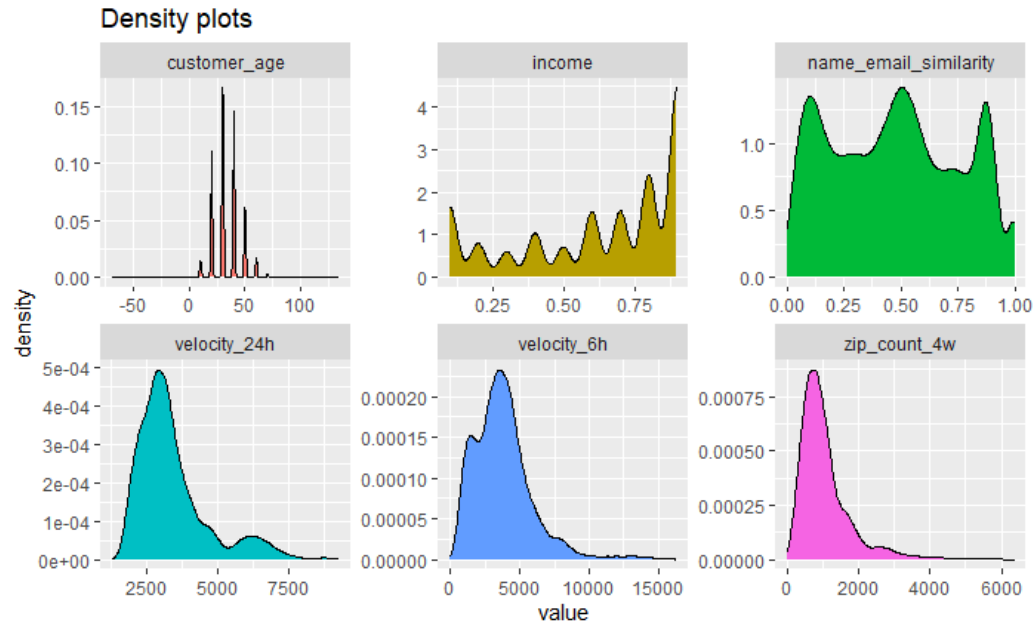 Density plots
customer_age
income
name_email_similarity
0.15
0.10
0.05
0.00
-50 0 50 100
4
3
2
1
0
0.25 0.50 0.75
1.0
0.5
0.0
0.00 0.25 0.50 0.75 1.00
density
velocity_24h
velocity_6h
zip_count_4w
5e-04
4e-04
3e-04
2e-04
1e-04
0e+00
2500 5000 7500
0.00020
0.00015
0.00010
0.00005
0.00000
0 5000 10000 15000
0.00075
0.00050
0.00025
0.00000
0 2000 4000 6000
value